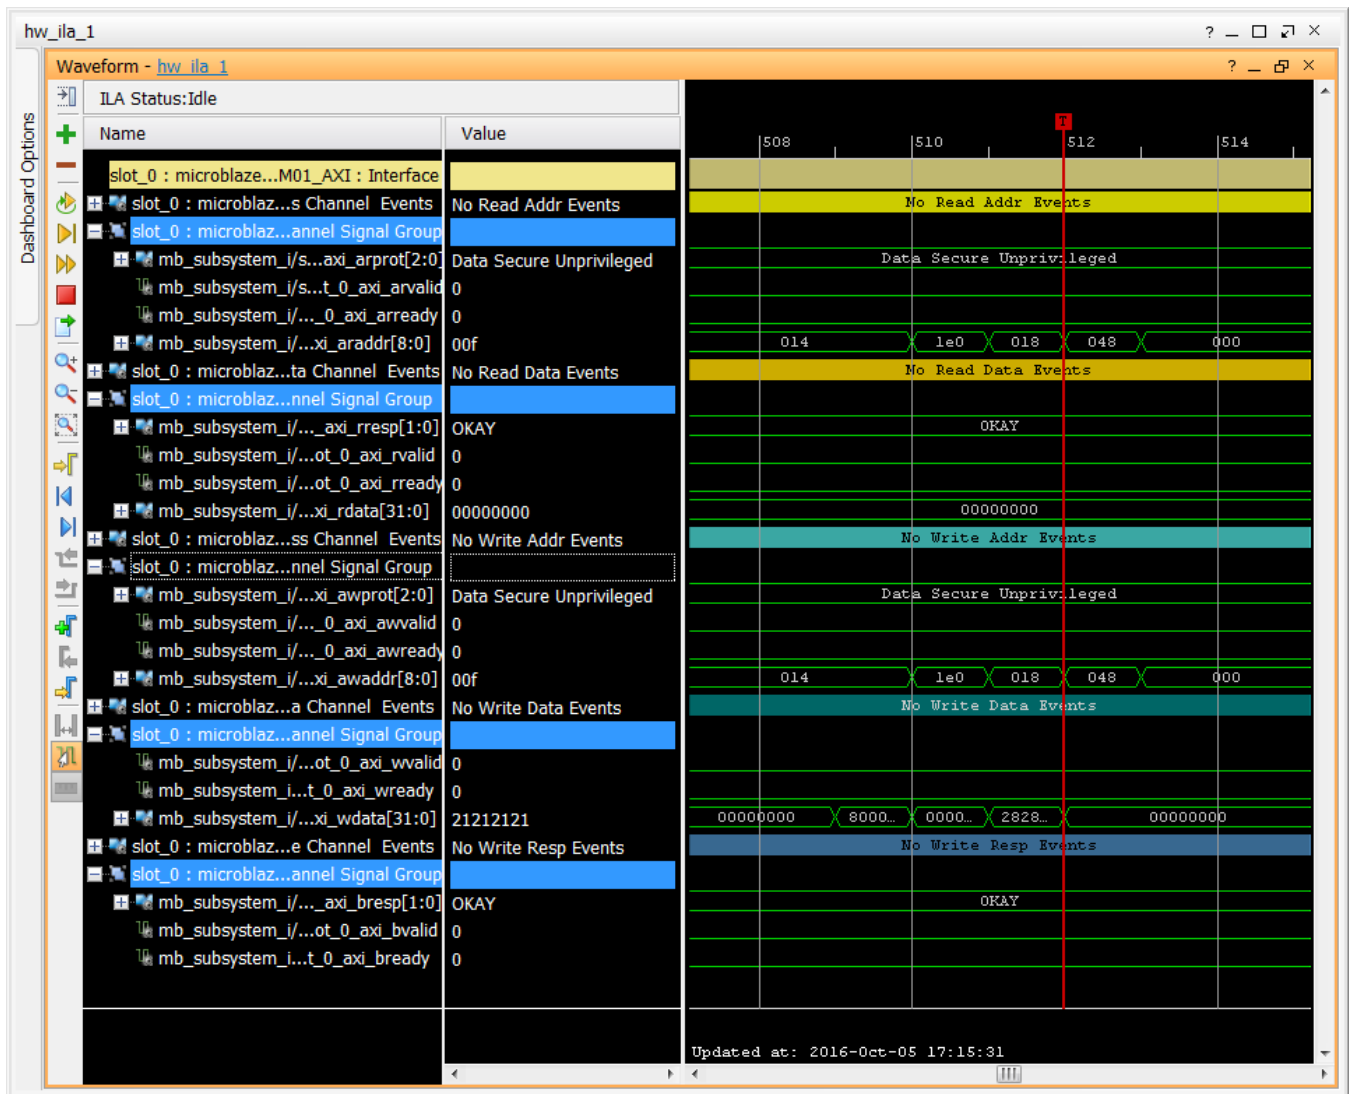 hw_ila_1
? _
Waveform - hw_ila_1
? _
Dashboard Options
ILA Status:Idle
Name Value
T
508 510 512 514
slot_0 : microblaze...M01_AXI : Interface
slot_0 : microblaz...s Channel Events No Read Addr Events No Read Addr Events
slot_0 : microblaz...annel Signal Group
mb_subsystem_i/s...axi_arprot[2:0] Data Secure Unprivileged Data Secure Unprivileged
mb_subsystem_i/s...t_0_axi_arvalid 0
mb_subsystem_i/..._0_axi_arready 0
mb_subsystem_i/...xi_araddr[8:0] 00f 014 1e0 018 048 000
slot_0 : microblaz...ta Channel Events No Read Data Events No Read Data Events
slot_0 : microblaz...nnel Signal Group
mb_subsystem_i/..._axi_rresp[1:0] OKAY OKAY
mb_subsystem_i/...ot_0_axi_rvalid 0
mb_subsystem_i/...ot_0_axi_rready 0
mb_subsystem_i/...xi_rdata[31:0] 00000000 00000000
slot_0 : microblaz...ss Channel Events No Write Addr Events No Write Addr Events
slot_0 : microblaz...nnel Signal Group
mb_subsystem_i/...xi_awprot[2:0] Data Secure Unprivileged Data Secure Unprivileged
mb_subsystem_i/..._0_axi_awvalid 0
mb_subsystem_i/..._0_axi_awready 0
mb_subsystem_i/...xi_awaddr[8:0] 00f 014 1e0 018 048 000
slot_0 : microblaz...a Channel Events No Write Data Events No Write Data Events
slot_0 : microblaz...annel Signal Group
mb_subsystem_i/...ot_0_axi_wvalid 0
mb_subsystem_i...t_0_axi_wready 0
mb_subsystem_i/...xi_wdata[31:0] 21212121 00000000 8000... 0000... 2828... 00000000
slot_0 : microblaz...e Channel Events No Write Resp Events No Write Resp Events
slot_0 : microblaz...annel Signal Group
mb_subsystem_i/..._axi_bresp[1:0] OKAY OKAY
mb_subsystem_i/...ot_0_axi_bvalid 0
mb_subsystem_i...t_0_axi_bready 0
Updated at: 2016-Oct-05 17:15:31